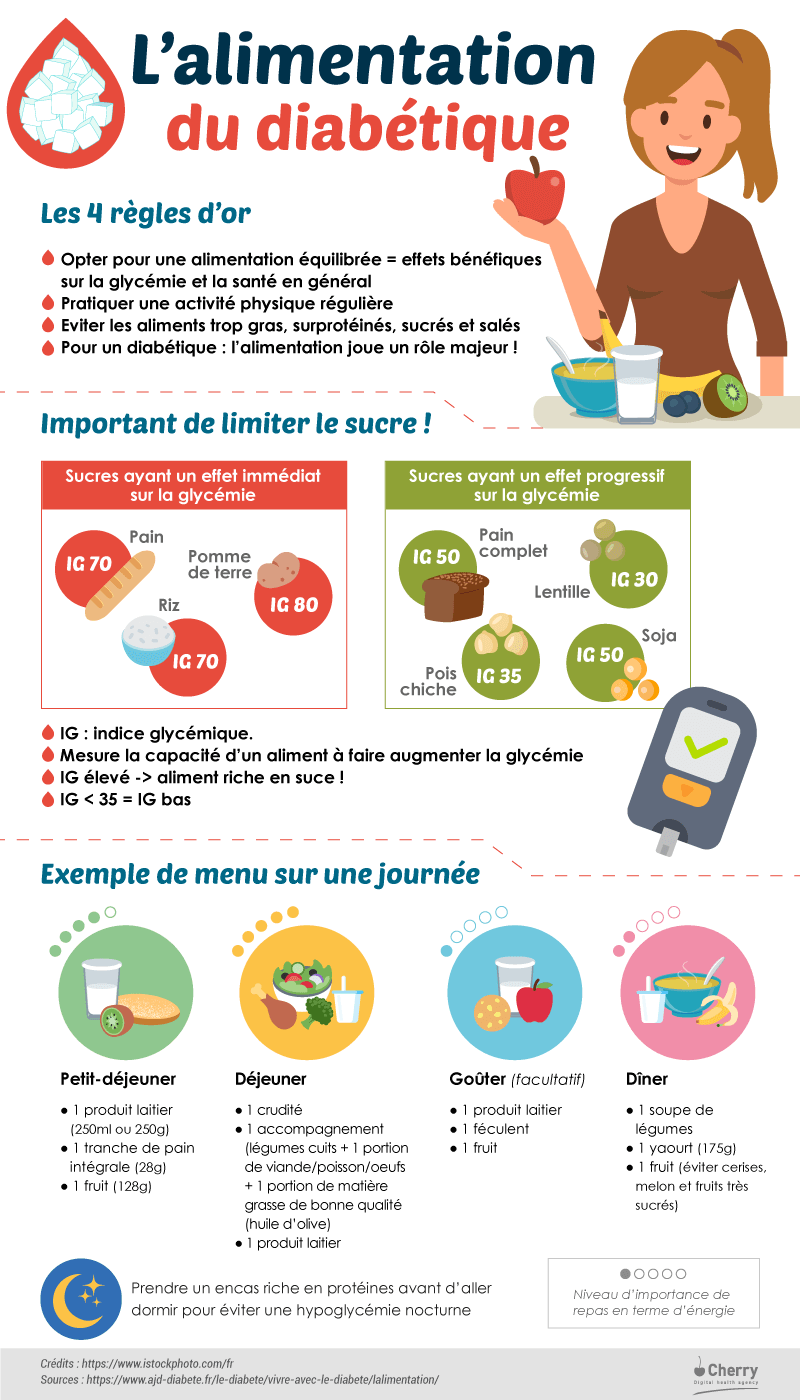 L'alimentation
du diabétique
Les 4 règles d'or
Opter pour une alimentation équilibrée = effets bénéfiques
sur la glycémie et la santé en général
Pratiquer une activité physique régulière
Eviter les aliments trop gras, surprotéinés, sucrés et salés
Pour un diabétique : l'alimentation joue un rôle majeur !
Important de limiter le sucre !
Sucres ayant un effet immédiat
sur la glycémie
Pain
IG 70
Pomme
de terre
IG 80
Riz
IG 70
Sucres ayant un effet progressif
sur la glycémie
IG 50
Pain
complet
Lentille
IG 30
Pois
chiche
IG 35
Soja
IG 50
IG : indice glycémique.
Mesure la capacité d'un aliment à faire augmenter la glycémie
IG élevé -> aliment riche en suce !
IG < 35 = IG bas
Exemple de menu sur une journée
Petit-déjeuner
● 1 produit laitier
(250ml ou 250g)
● 1 tranche de pain
intégrale (28g)
● 1 fruit (128g)
Déjeuner
● 1 crudité
● 1 accompagnement
(légumes cuits + 1 portion
de viande/poisson/oeufs
+ 1 portion de matière
grasse de bonne qualité
(huile d'olive)
● 1 produit laitier
Goûter (facultatif)
● 1 produit laitier
● 1 féculent
● 1 fruit
Dîner
● 1 soupe de
légumes
● 1 yaourt (175g)
● 1 fruit (éviter cerises,
melon et fruits très
sucrés)
Prendre un encas riche en protéines avant d'aller
dormir pour éviter une hypoglycémie nocturne
Niveau d'importance de
repas en terme d'énergie
Crédits : https://www.istockphoto.com/fr
Sources : https://www.ajd-diabete.fr/le-diabete/vivre-avec-le-diabete/lalimentation/
Cherry
Digital health agency